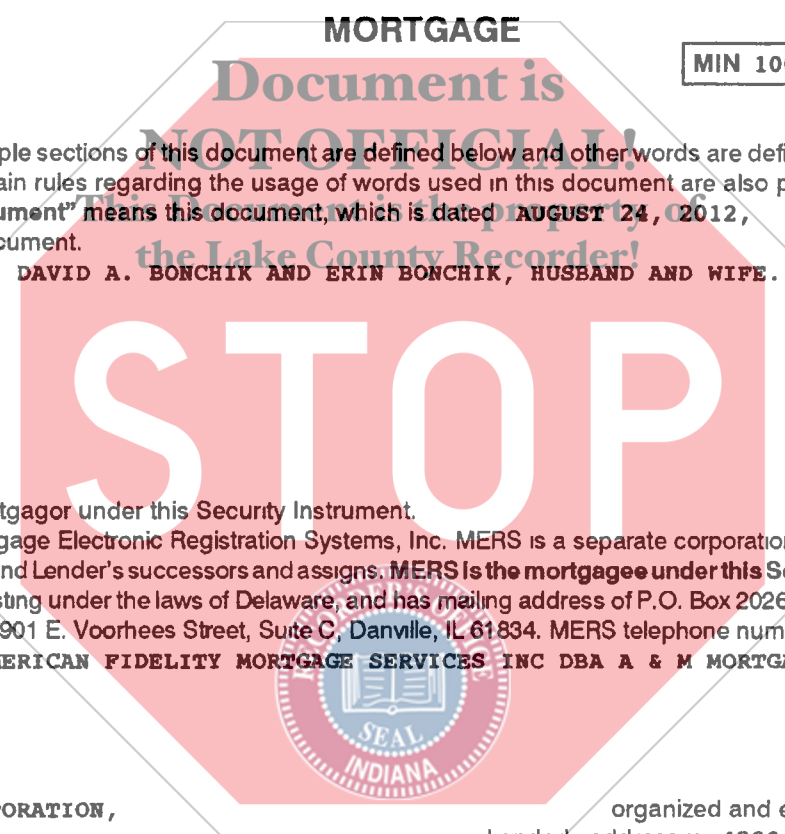 MORTGAGE
Document is
MIN 10
NOT OFFICIAL!
ple sections of this document are defined below and other words are defi
ain rules regarding the usage of words used in this document are also p
This Document is the property of
ument” means this document, which is dated AUGUST 24, 2012,
cument.
the Lake County Recorder!
DAVID A. BONCHIK AND ERIN BONCHIK, HUSBAND AND WIFE.
STOP
tgagor under this Security Instrument.
gage Electronic Registration Systems, Inc. MERS is a separate corporation
nd Lender's successors and assigns. MERS is the mortgagee under this Se
sting under the laws of Delaware, and has mailing address of P.O. Box 2026
901 E. Voorhees Street, Suite C, Danville, IL 61834. MERS telephone num
ERICAN FIDELITY MORTGAGE SERVICES INC DBA A & M MORTGA
SEAL
INDIANA
PORATION,
organized and e